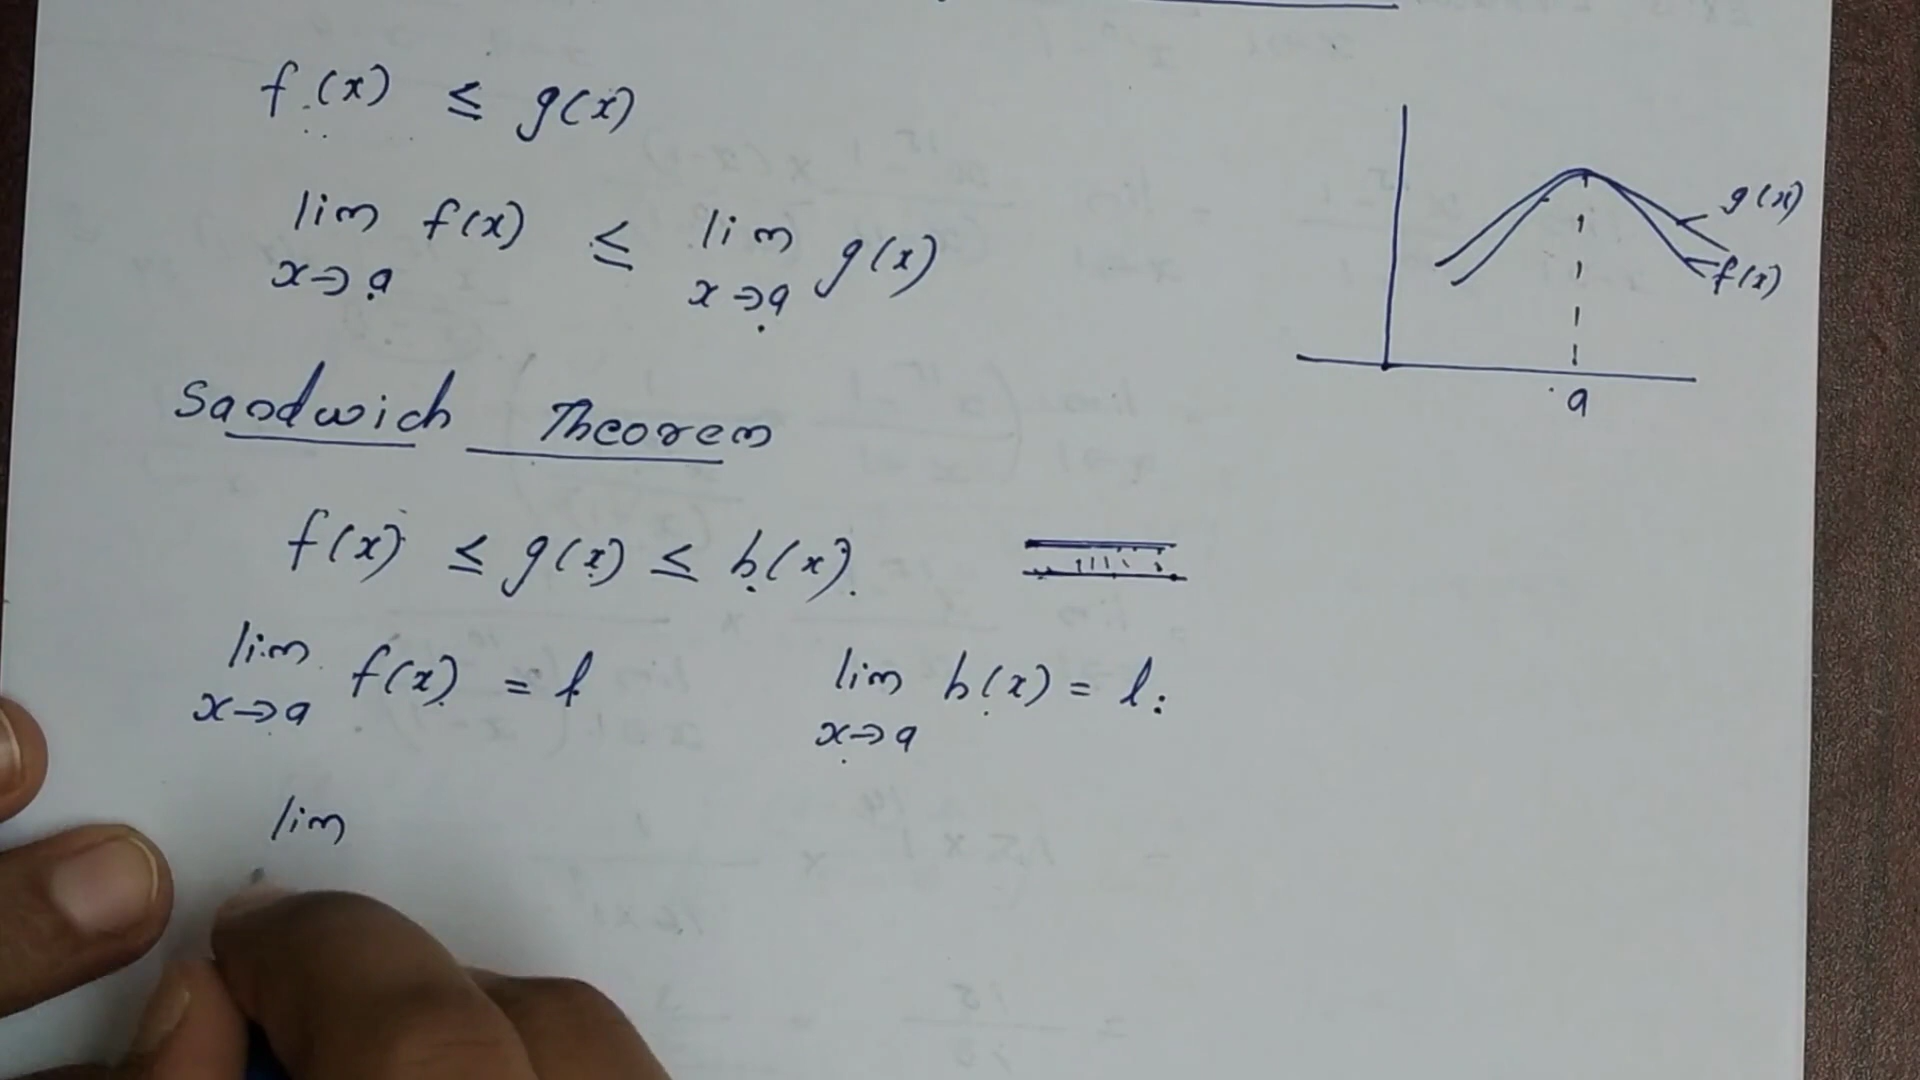 f(x) ≤ g(x)
lim f(x) ≤ lim g(x)
x→a x→a
g(x)
f(x)
a
Sandwich Theorem
f(x) ≤ g(x) ≤ h(x).
lim f(x) = l lim h(x) = l.
x→a x→a
lim